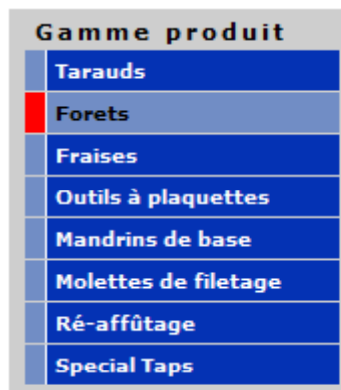 Gamme produit
Tarauds
Forets
Fraises
Outils à plaquettes
Mandrins de base
Molettes de filetage
Ré-affûtage
Special Taps